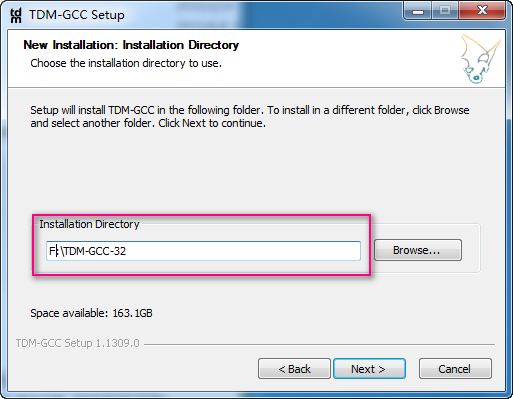 TDM-GCC Setup
New Installation: Installation Directory
Choose the installation directory to use.
Setup will install TDM-GCC in the following folder. To install in a different folder, click Browse
and select another folder. Click Next to continue.
Installation Directory
F:\TDM-GCC-32
Browse...
Space available: 163.1GB
TDM-GCC Setup 1.1309.0
< Back
Next >
Cancel